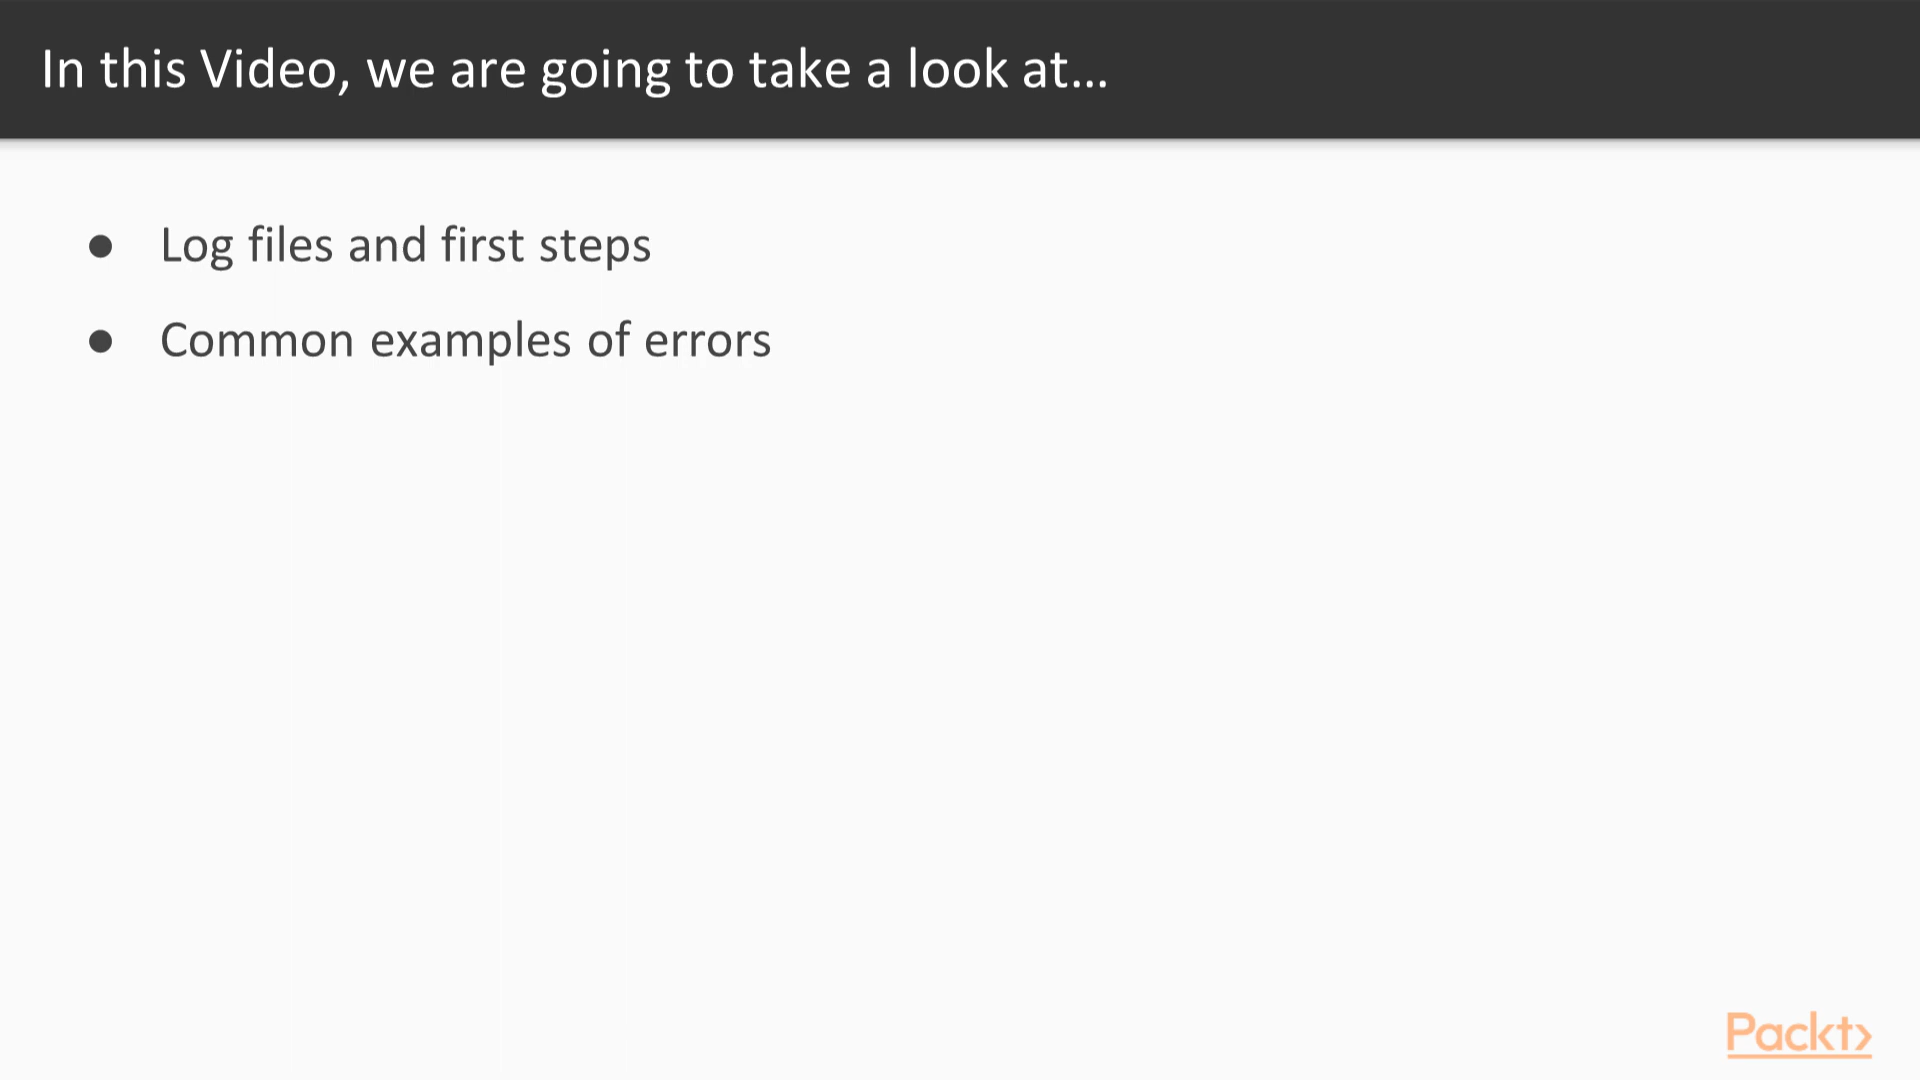 In this Video, we are going to take a look at...
● Log files and first steps
● Common examples of errors
Packt>